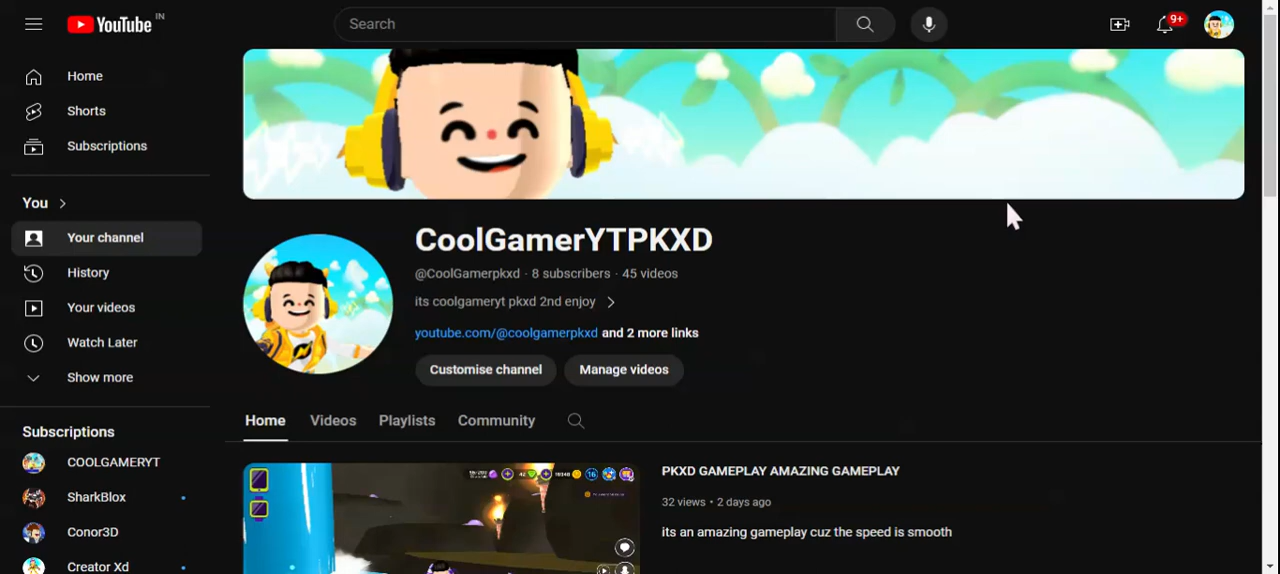 YouTube IN
Search
9+
Home
Shorts
Subscriptions
You
Your channel
History
Your videos
Watch Later
Show more
Subscriptions
COOLGAMERYT
SharkBlox
Conor3D
Creator Xd
CoolGamerYTPKXD
@CoolGamerpkxd · 8 subscribers · 45 videos
its coolgameryt pkxd 2nd enjoy
youtube.com/@coolgamerpkxd and 2 more links
Customise channel Manage videos
Home Videos Playlists Community
PKXD GAMEPLAY AMAZING GAMEPLAY
32 views • 2 days ago
its an amazing gameplay cuz the speed is smooth